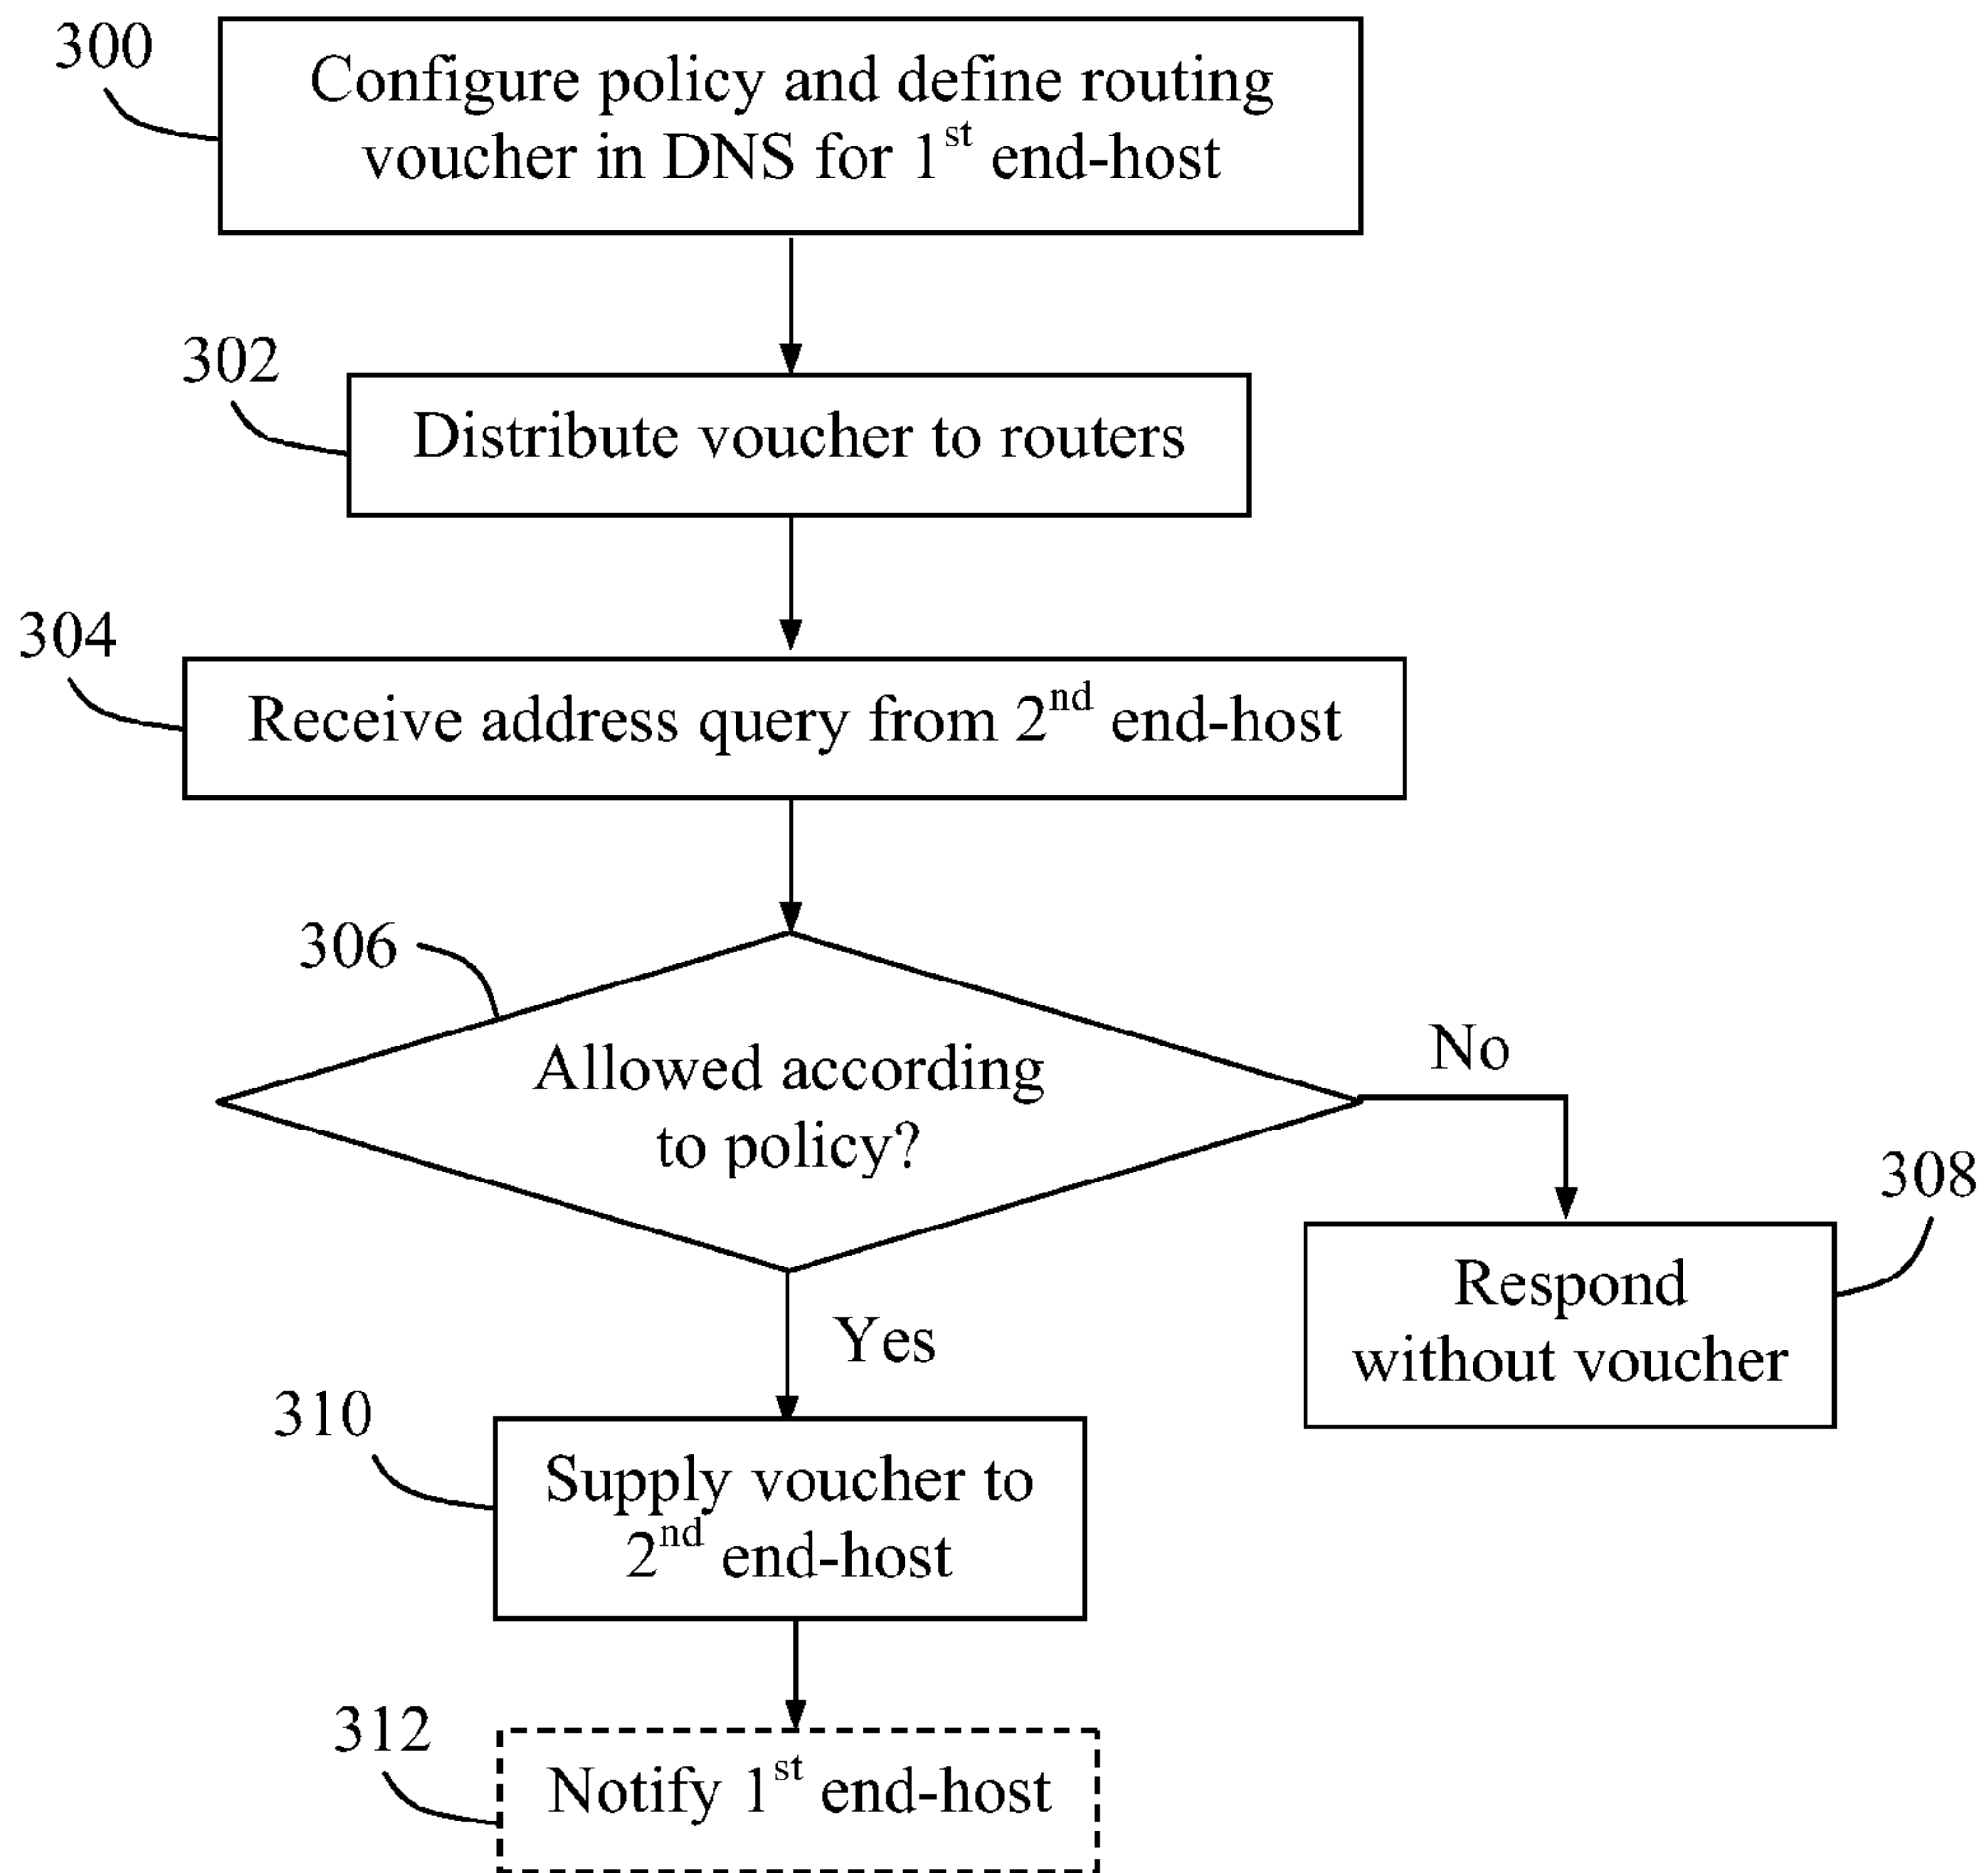 300
Configure policy and define routing
voucher in DNS for 1st end-host
302
Distribute voucher to routers
304
Receive address query from 2nd end-host
306
Allowed according
to policy?
No
308
Respond
without voucher
Yes
310
Supply voucher to
2nd end-host
312
Notify 1st end-host